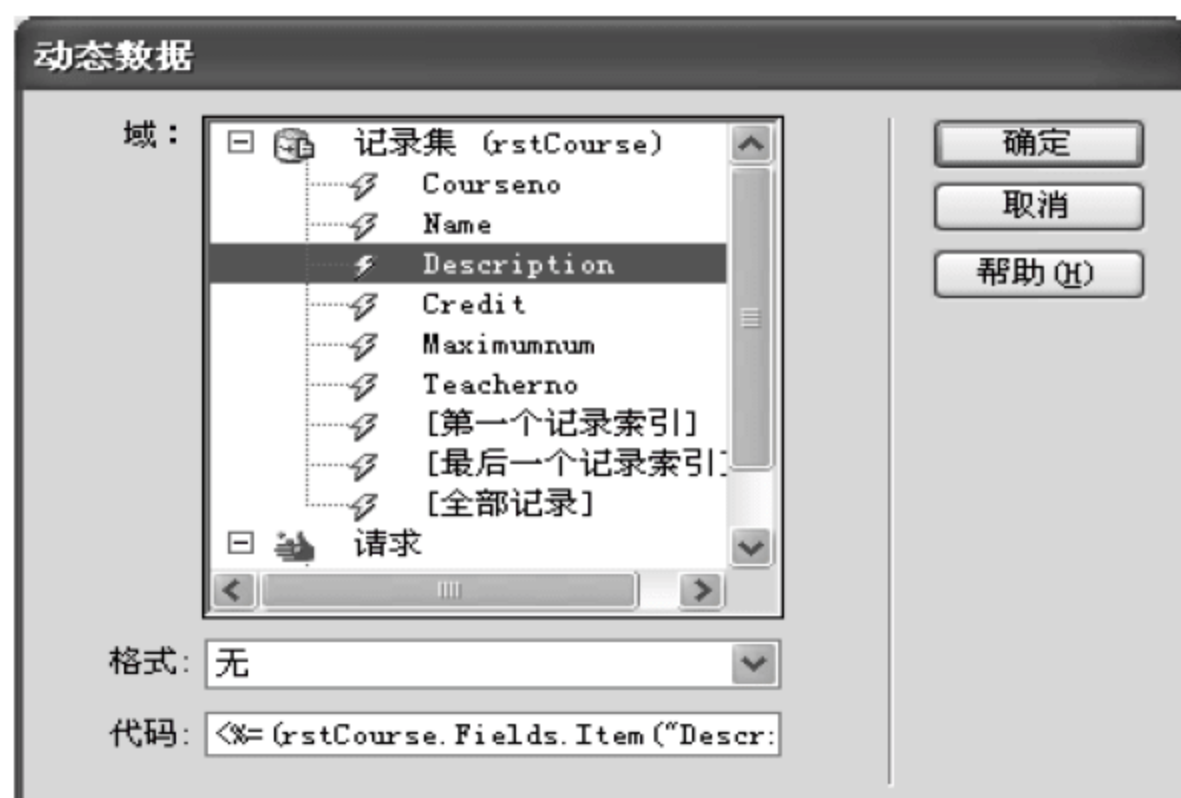 动态数据
域：
记录集 (rstCourse)
Courseno
Name
Description
Credit
Maximumnum
Teacherno
[第一个记录索引]
[最后一个记录索引]
[全部记录]
请求
确定
取消
帮助(H)
格式: 无
代码: <%=(rstCourse.Fields.Item("Descr: